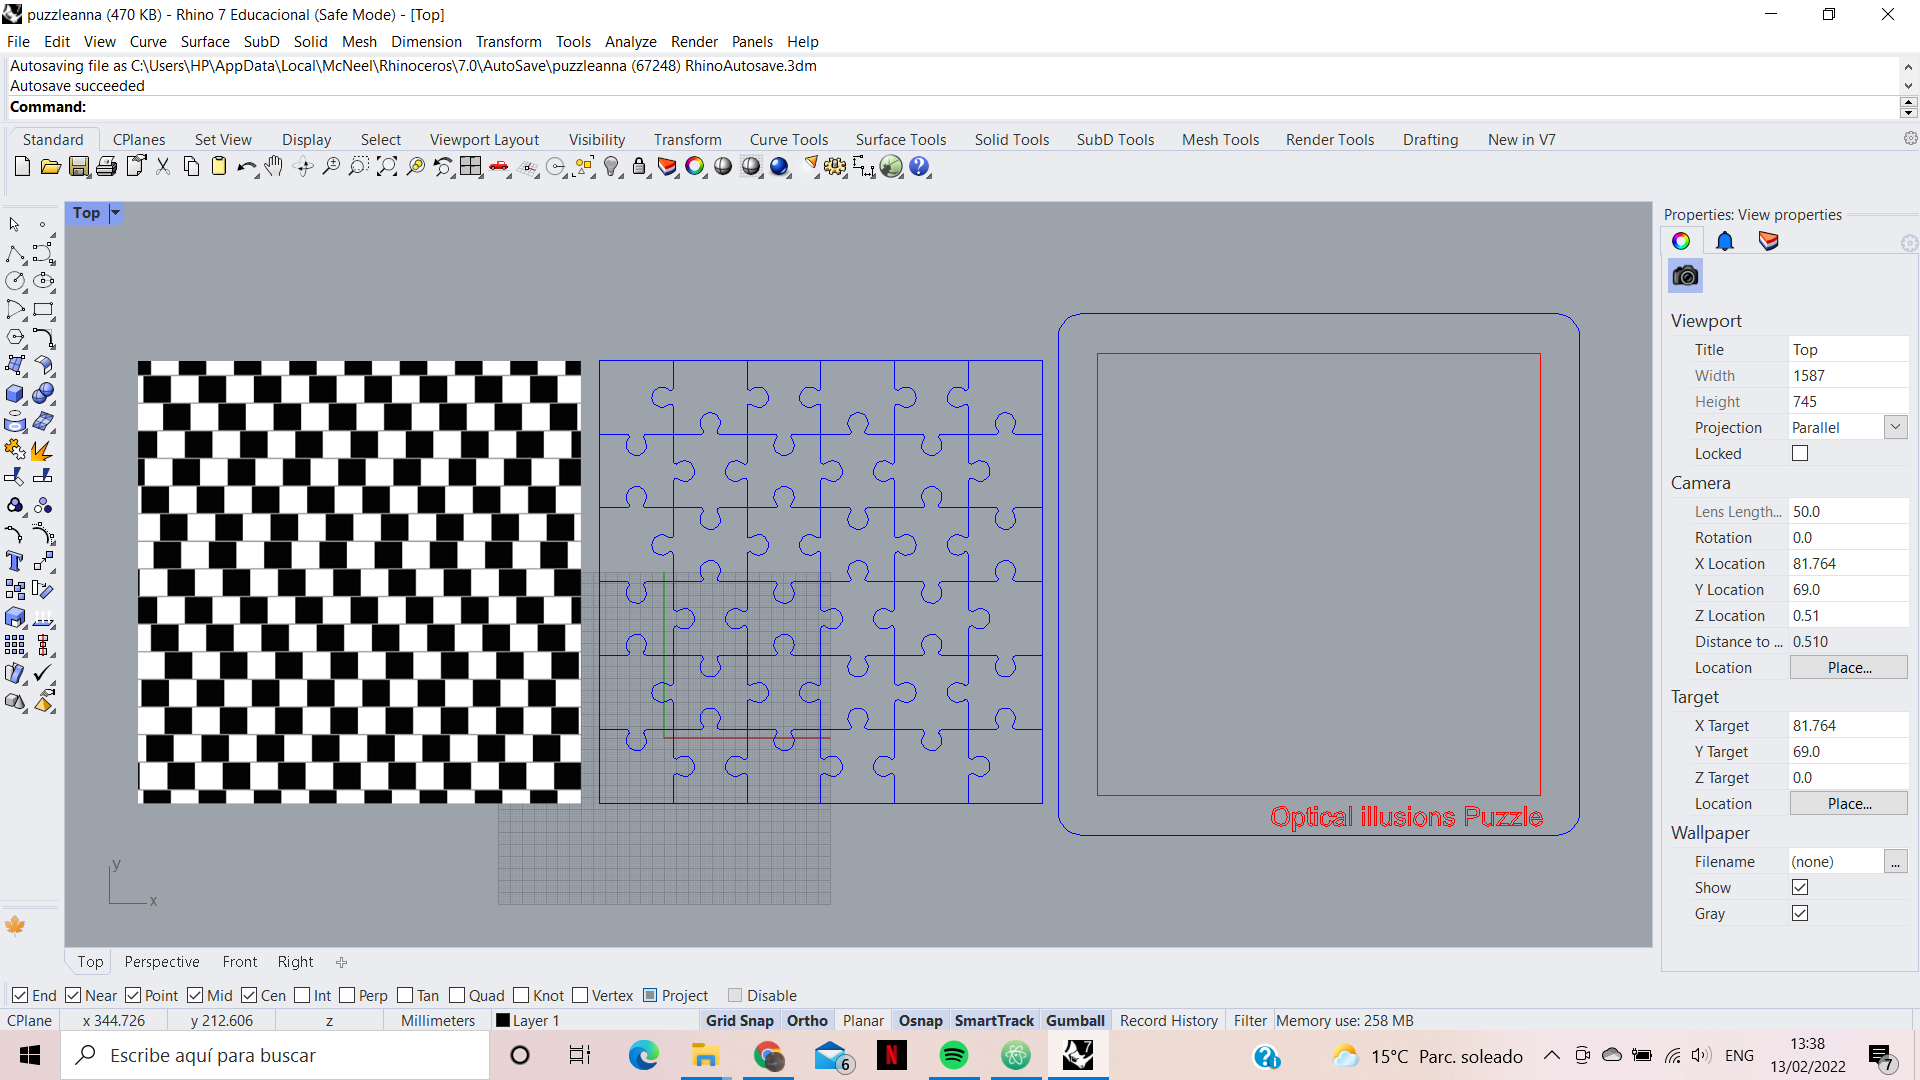 puzzleanna (470 KB) - Rhino 7 Educacional (Safe Mode) - [Top]
File Edit View Curve Surface SubD Solid Mesh Dimension Transform Tools Analyze Render Panels Help
Autosaving file as C:\Users\HP\AppData\Local\McNeel\Rhinoceros\7.0\AutoSave\puzzleanna (67248) RhinoAutosave.3dm
Autosave succeeded
Command:
Standard CPlanes Set View Display Select Viewport Layout Visibility Transform Curve Tools Surface Tools Solid Tools SubD Tools Mesh Tools Render Tools Drafting New in V7
Top
Properties: View properties
Viewport
Title Top
Width 1587
Height 745
Projection Parallel
Locked
Camera
Lens Length... 50.0
Rotation 0.0
X Location 81.764
Y Location 69.0
Z Location 0.51
Distance to ... 0.510
Location Place...
Target
X Target 81.764
Y Target 69.0
Z Target 0.0
Location Place...
Wallpaper
Filename (none) ...
Show
Gray
Optical illusions Puzzle
y
x
Top Perspective Front Right
End Near Point Mid Cen Int Perp Tan Quad Knot Vertex Project Disable
CPlane x 344.726 y 212.606 z Millimeters Layer 1 Grid Snap Ortho Planar Osnap SmartTrack Gumball Record History Filter Memory use: 258 MB
Escribe aquí para buscar
6
N
7
15°C Parc. soleado
ENG
13:38
13/02/2022
7